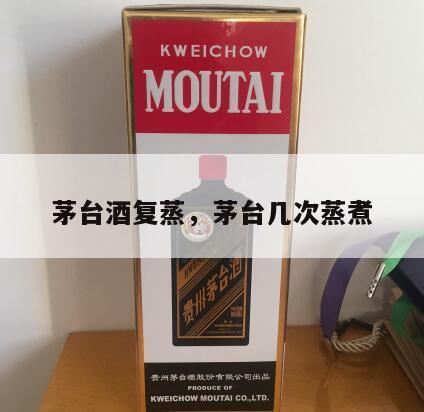 KWEICHOW
MOUTAI
茅台酒复蒸，茅台几次蒸煮
贵州茅台酒
贵州茅台酒股份有限公司出品
PRODUCE OF
KWEICHOW MOUTAI CO.,LTD.